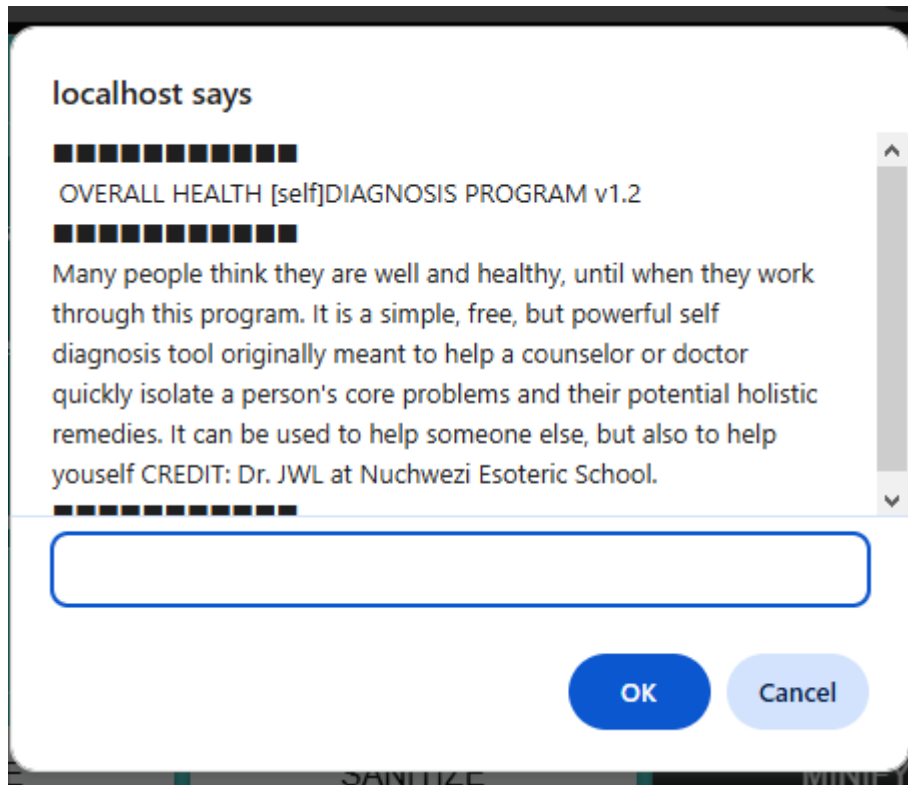 localhost says
■■■■■■■■■■■
OVERALL HEALTH [self]DIAGNOSIS PROGRAM v1.2
■■■■■■■■■■■
Many people think they are well and healthy, until when they work
through this program. It is a simple, free, but powerful self
diagnosis tool originally meant to help a counselor or doctor
quickly isolate a person's core problems and their potential holistic
remedies. It can be used to help someone else, but also to help
youself CREDIT: Dr. JWL at Nuchwezi Esoteric School.
■■■■■■■■■■■
OK Cancel
SANITIZE MINIFY